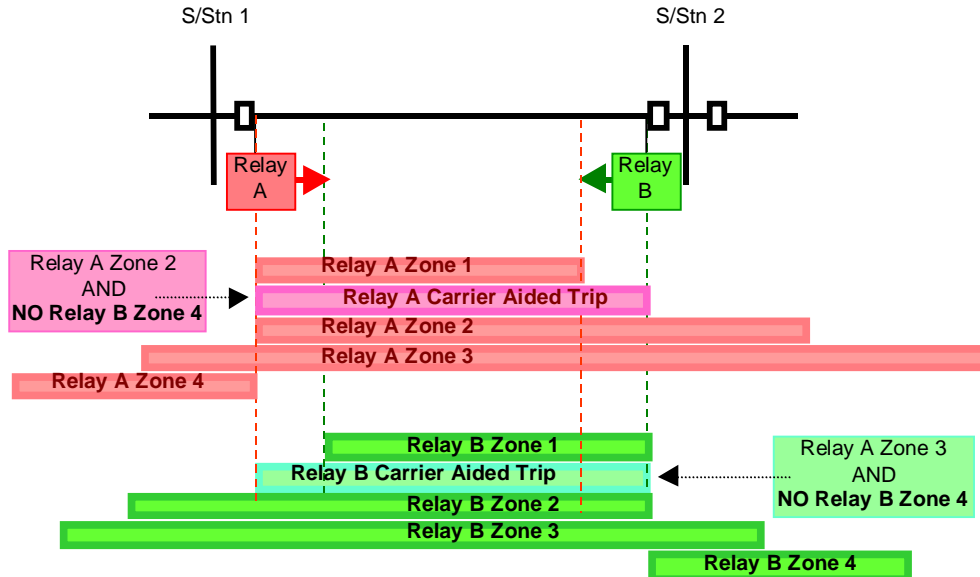 S/Stn 1
S/Stn 2
Relay
A
Relay
B
Relay A Zone 2
AND
NO Relay B Zone 4
Relay A Zone 1
Relay A Carrier Aided Trip
Relay A Zone 2
Relay A Zone 3
Relay A Zone 4
Relay B Zone 1
Relay B Carrier Aided Trip
Relay B Zone 2
Relay B Zone 3
Relay B Zone 4
Relay A Zone 3
AND
NO Relay B Zone 4